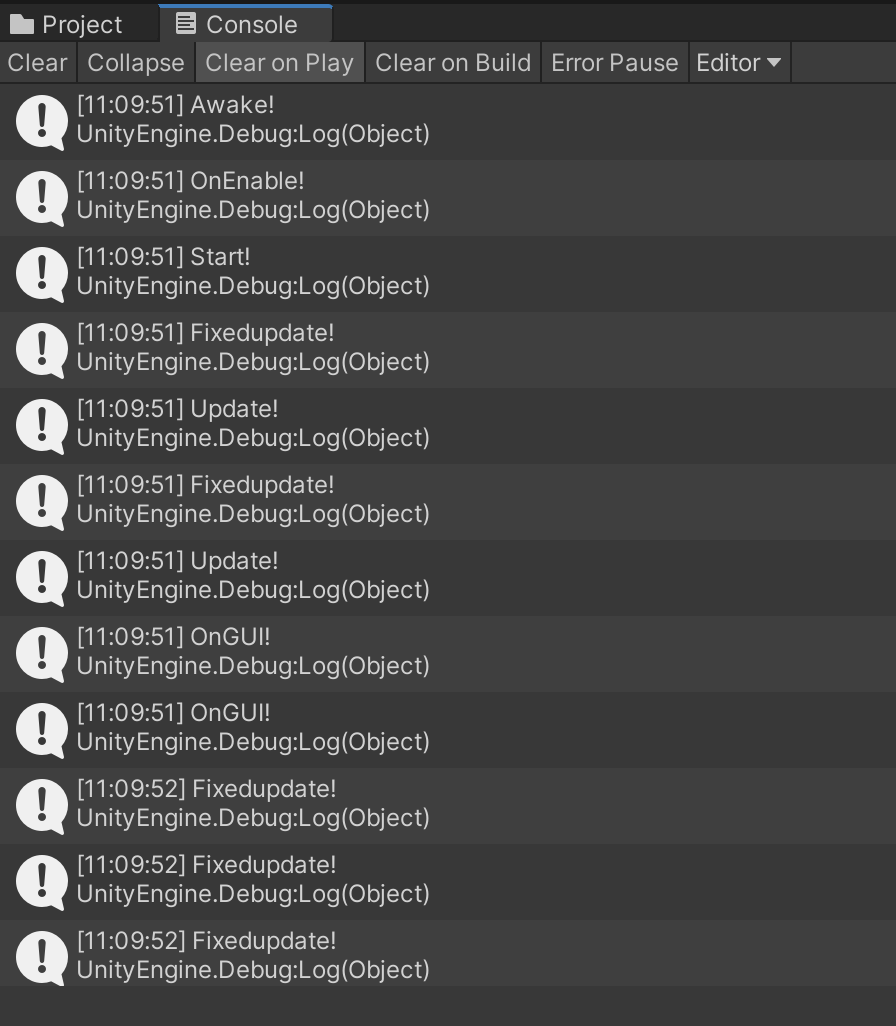 Project Console
Clear Collapse Clear on Play Clear on Build Error Pause Editor
[11:09:51] Awake!
UnityEngine.Debug:Log(Object)
[11:09:51] OnEnable!
UnityEngine.Debug:Log(Object)
[11:09:51] Start!
UnityEngine.Debug:Log(Object)
[11:09:51] Fixedupdate!
UnityEngine.Debug:Log(Object)
[11:09:51] Update!
UnityEngine.Debug:Log(Object)
[11:09:51] Fixedupdate!
UnityEngine.Debug:Log(Object)
[11:09:51] Update!
UnityEngine.Debug:Log(Object)
[11:09:51] OnGUI!
UnityEngine.Debug:Log(Object)
[11:09:51] OnGUI!
UnityEngine.Debug:Log(Object)
[11:09:52] Fixedupdate!
UnityEngine.Debug:Log(Object)
[11:09:52] Fixedupdate!
UnityEngine.Debug:Log(Object)
[11:09:52] Fixedupdate!
UnityEngine.Debug:Log(Object)